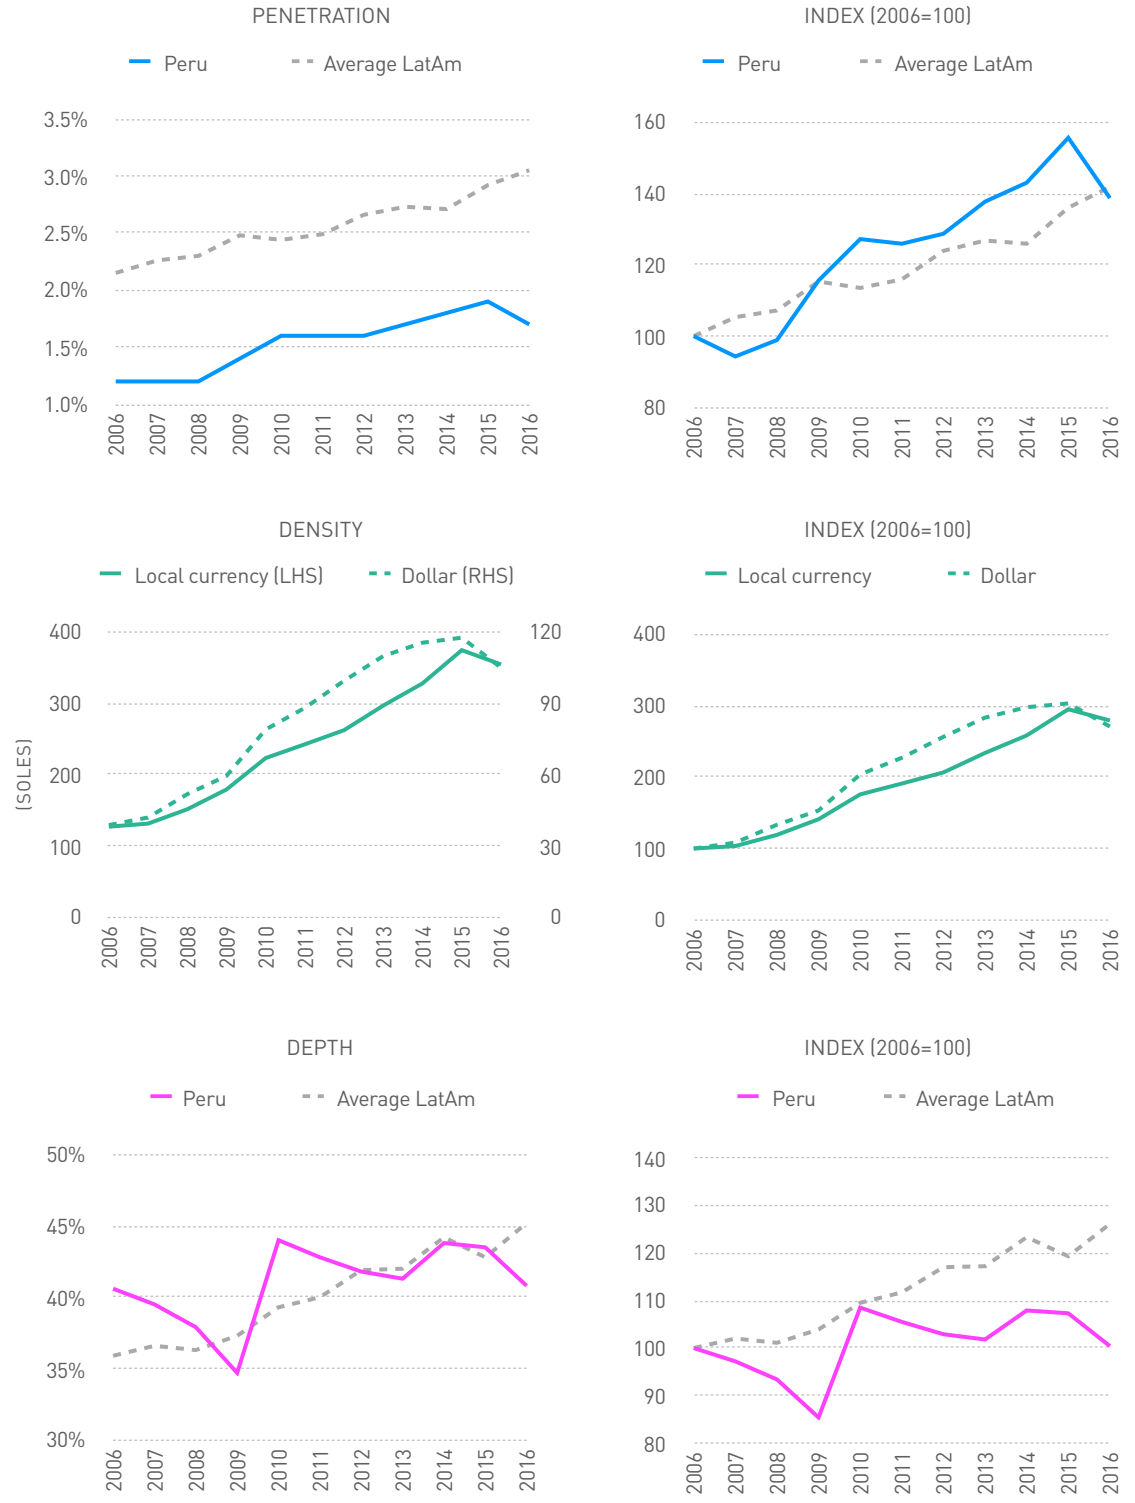 PENETRATION
Peru Average LatAm
3.5%
3.0%
2.5%
2.0%
1.5%
1.0%
2006 2007 2008 2009 2010 2011 2012 2013 2014 2015 2016
INDEX (2006=100)
Peru Average LatAm
160
140
120
100
80
2006 2007 2008 2009 2010 2011 2012 2013 2014 2015 2016
DENSITY
Local currency (LHS) Dollar (RHS)
(SOLES)
400 120
300 90
200 60
100 30
0 0
2006 2007 2008 2009 2010 2011 2012 2013 2014 2015 2016
INDEX (2006=100)
Local currency Dollar
400
300
200
100
0
2006 2007 2008 2009 2010 2011 2012 2013 2014 2015 2016
DEPTH
Peru Average LatAm
50%
45%
40%
35%
30%
2006 2007 2008 2009 2010 2011 2012 2013 2014 2015 2016
INDEX (2006=100)
Peru Average LatAm
140
130
120
110
100
90
80
2006 2007 2008 2009 2010 2011 2012 2013 2014 2015 2016